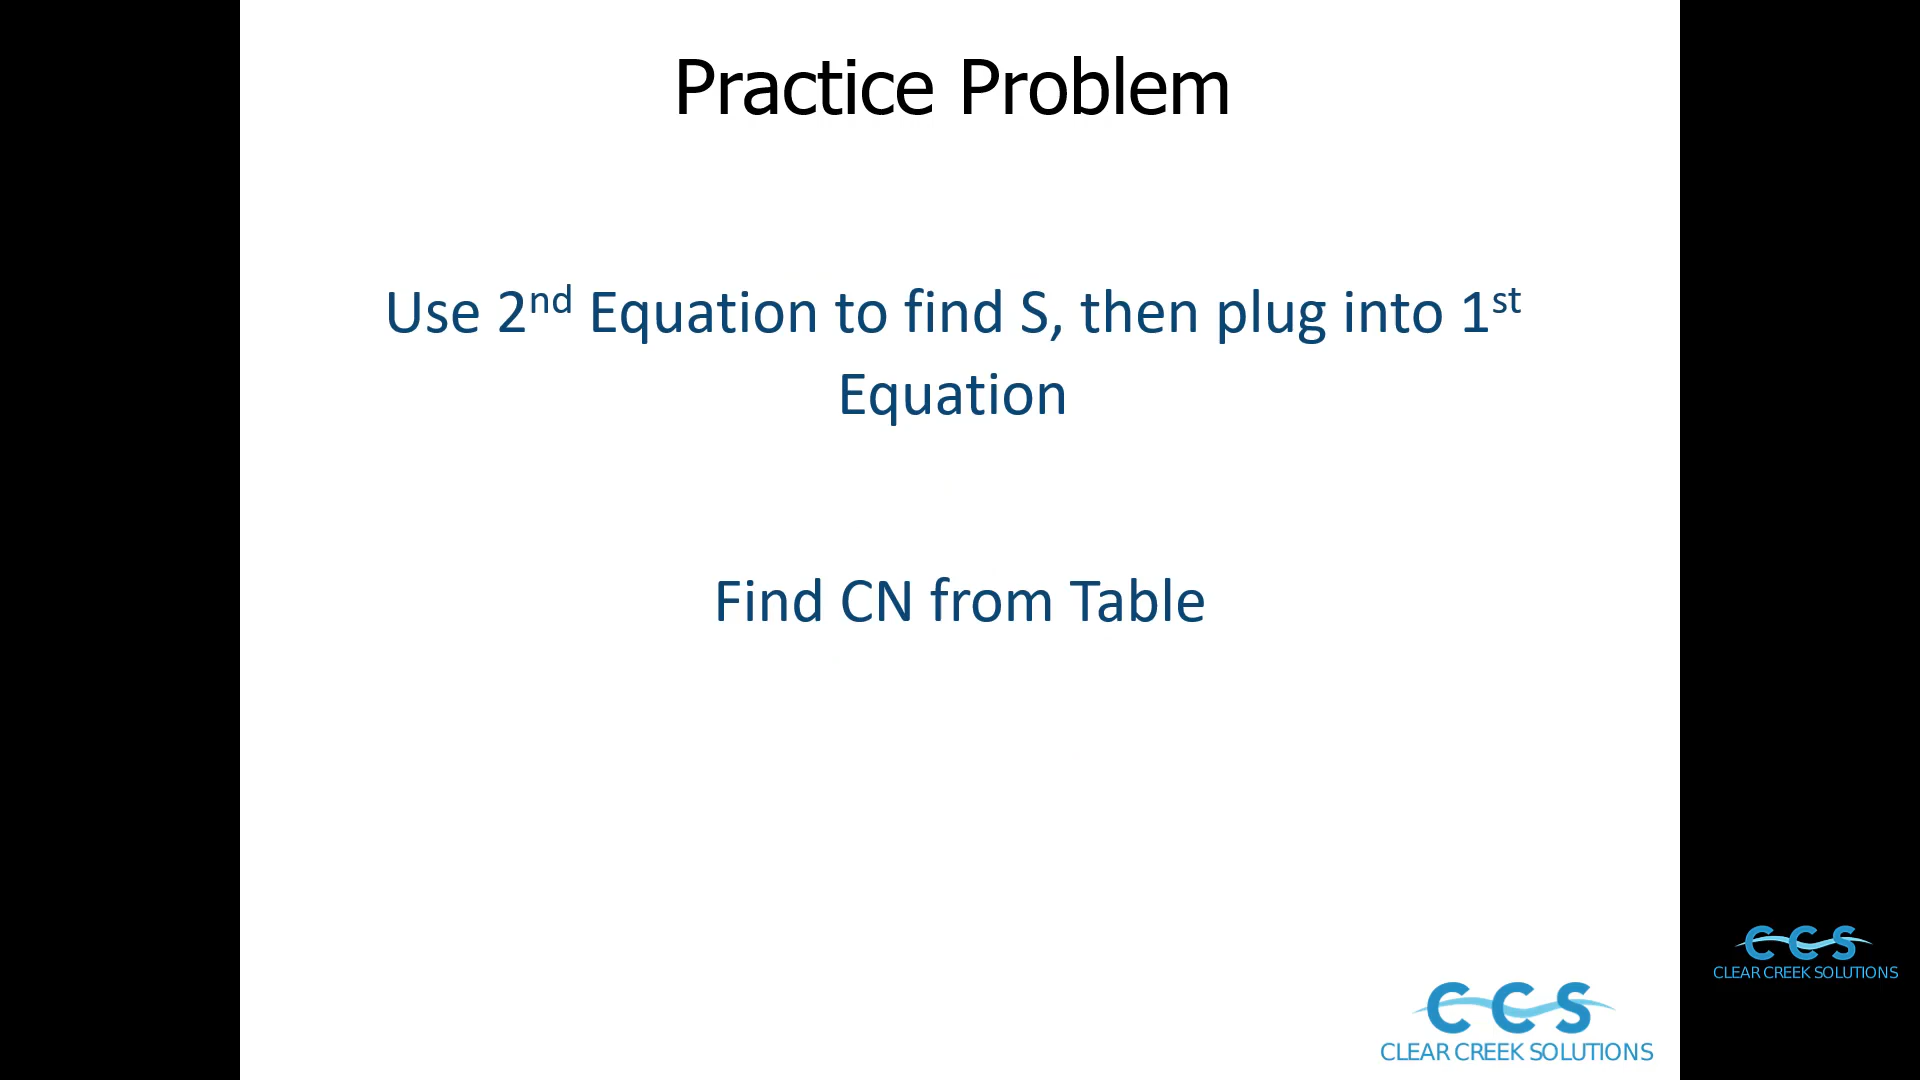 Practice Problem
Use 2nd Equation to find S, then plug into 1st
Equation
Find CN from Table
CCS
CLEAR CREEK SOLUTIONS
CCS
CLEAR CREEK SOLUTIONS